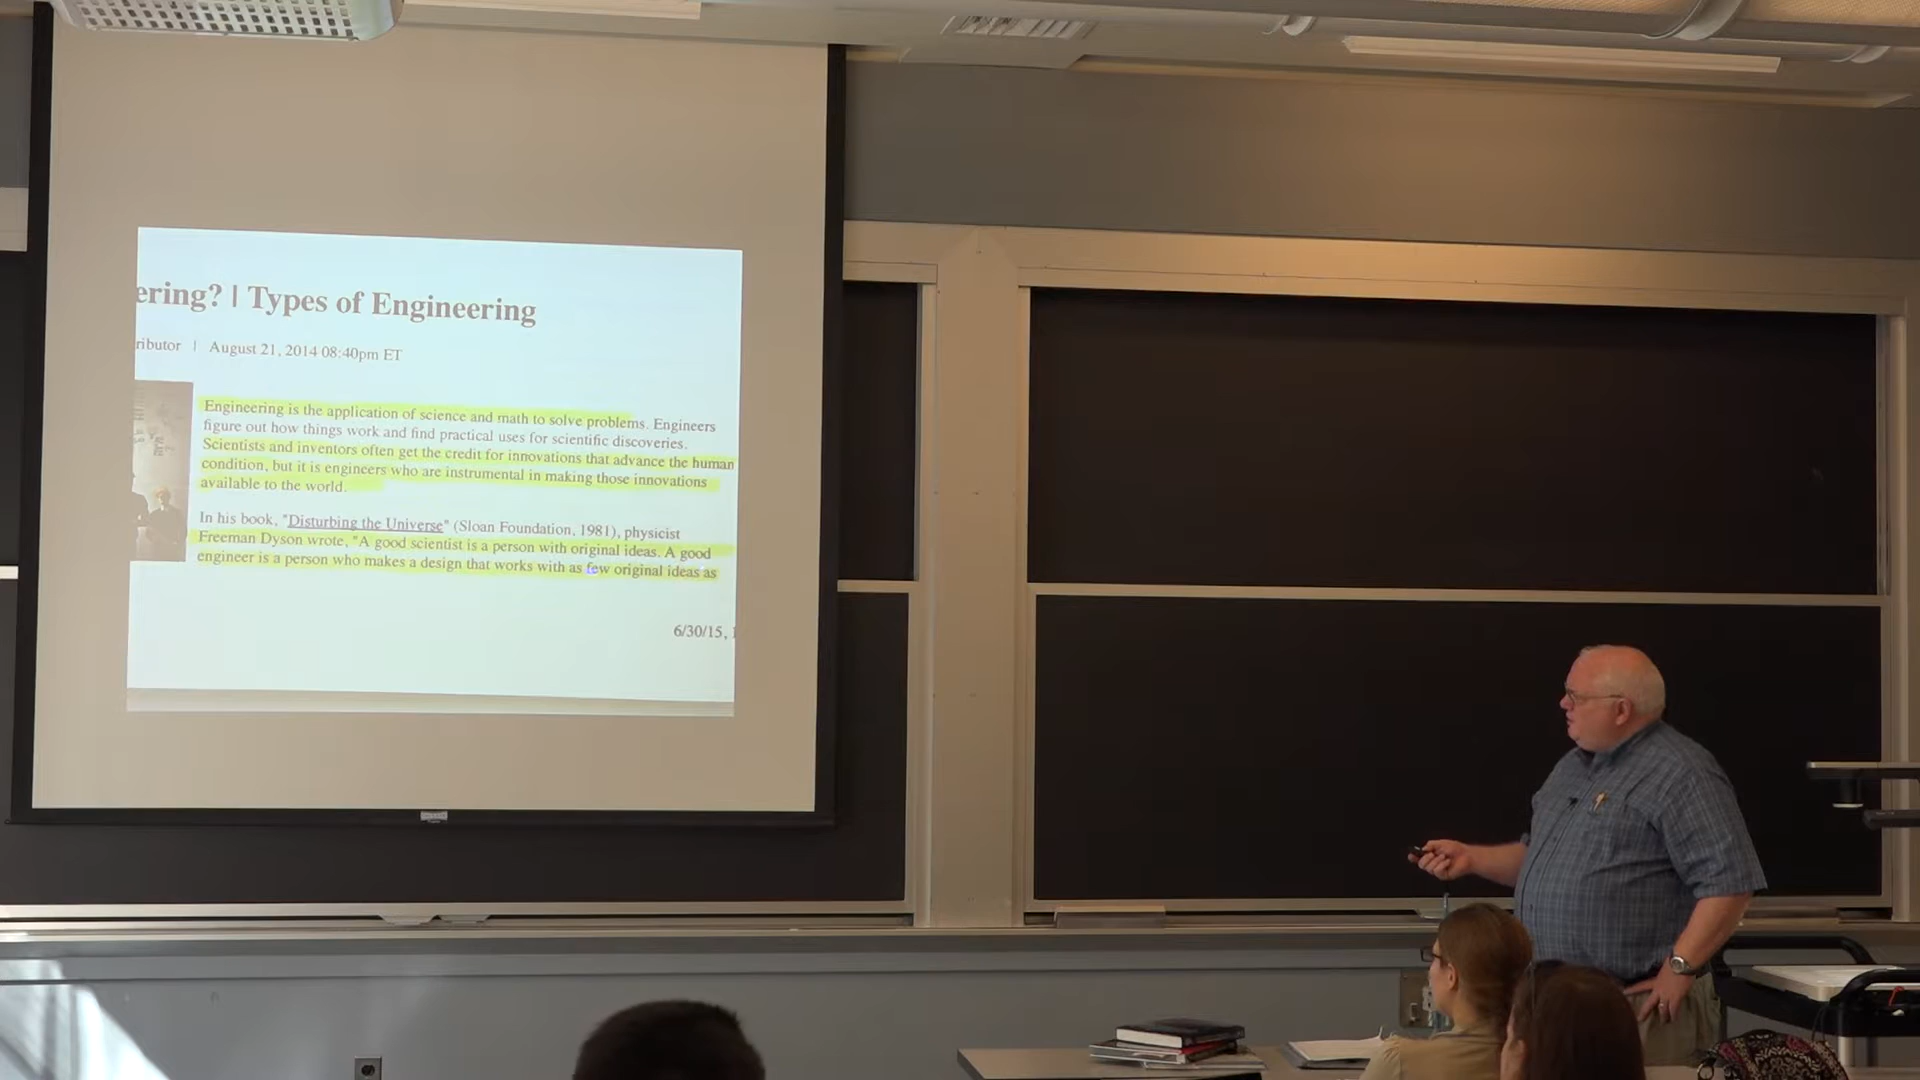 ering? | Types of Engineering
ributor | August 21, 2014 08:40pm ET
Engineering is the application of science and math to solve problems. Engineers
figure out how things work and find practical uses for scientific discoveries.
Scientists and inventors often get the credit for innovations that advance the human
condition, but it is engineers who are instrumental in making those innovations
available to the world.
In his book, "Disturbing the Universe" (Sloan Foundation, 1981), physicist
Freeman Dyson wrote, "A good scientist is a person with original ideas. A good
engineer is a person who makes a design that works with as few original ideas as
6/30/15,